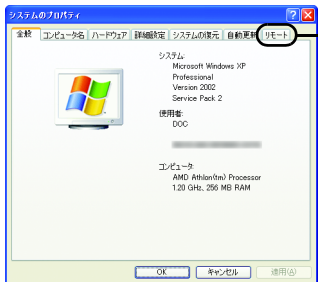 システムのプロパティ
全般 コンピュータ名 ハードウェア 詳細設定 システムの復元 自動更新 リモート
システム:
Microsoft Windows XP
Professional
Version 2002
Service Pack 2
使用者:
DOC
コンピュータ:
AMD Athlon(tm) Processor
1.20 GHz, 256 MB RAM
OK キャンセル 適用(A)